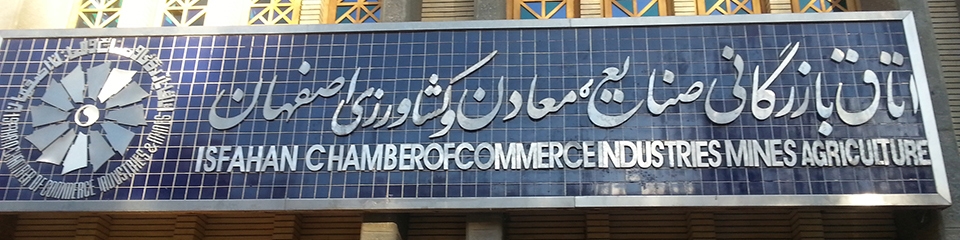 اتاق بازرگانی صنایع، معادن و کشاورزی اصفهان
ISFAHAN CHAMBER OF COMMERCE INDUSTRIES MINES AGRICULTURE